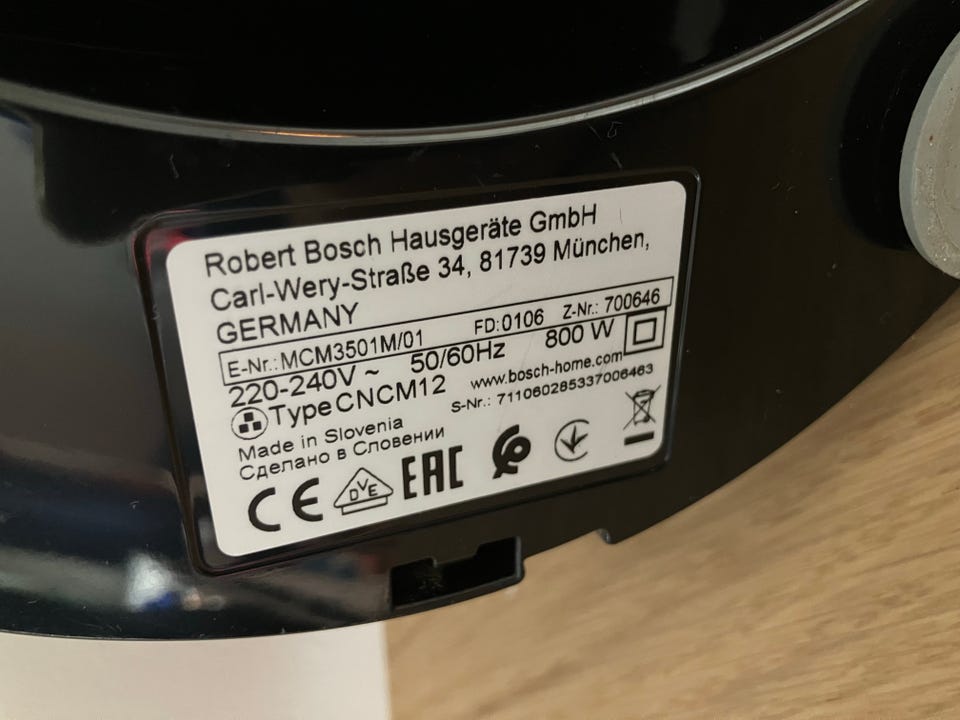 Robert Bosch Hausgeräte GmbH
Carl-Wery-Straße 34, 81739 München,
GERMANY
E-Nr.: MCM3501M/01 FD:0106 Z-Nr.: 700646
220-240V ~ 50/60Hz 800 W
Type CNCM12 www.bosch-home.com
S-Nr.: 711060285337006463
Made in Slovenia
Сделано в Словении
CE DVE EAC